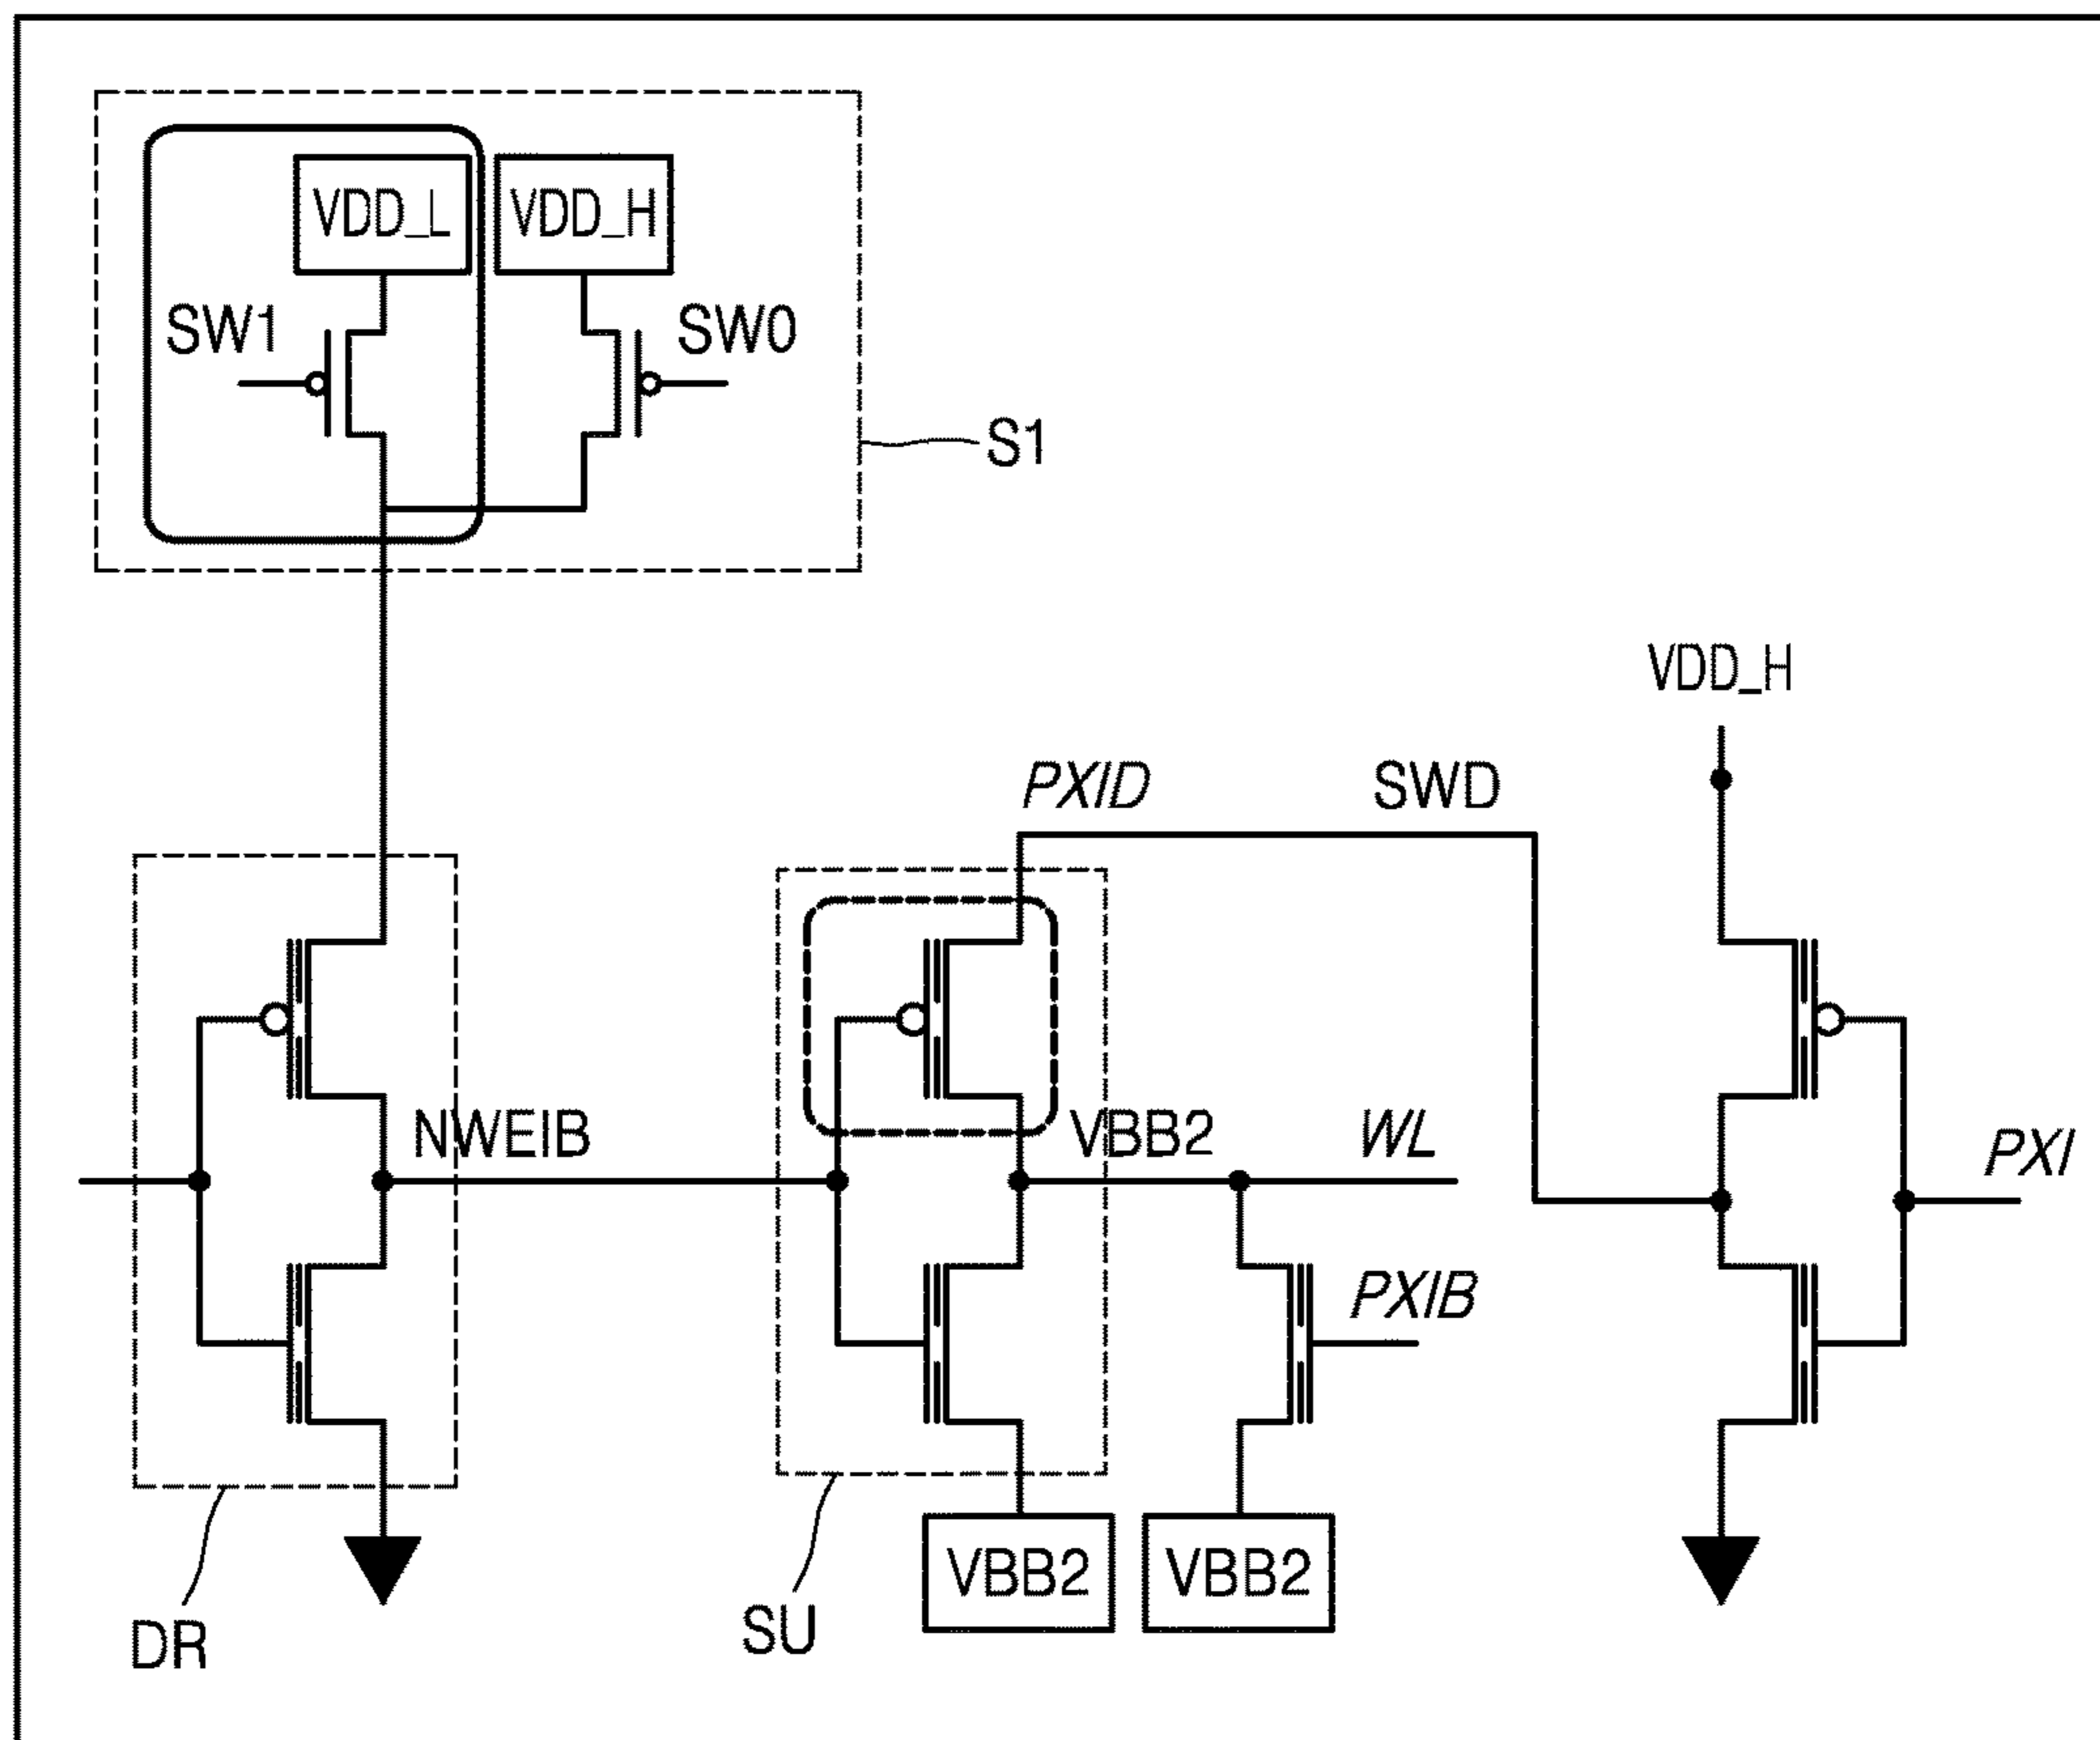 VDD_L VDD_H
SW1 SW0
S1
VDD_H
PXID SWD
NWEIB VBB2 WL PXI
PXIB
VBB2 VBB2
DR SU